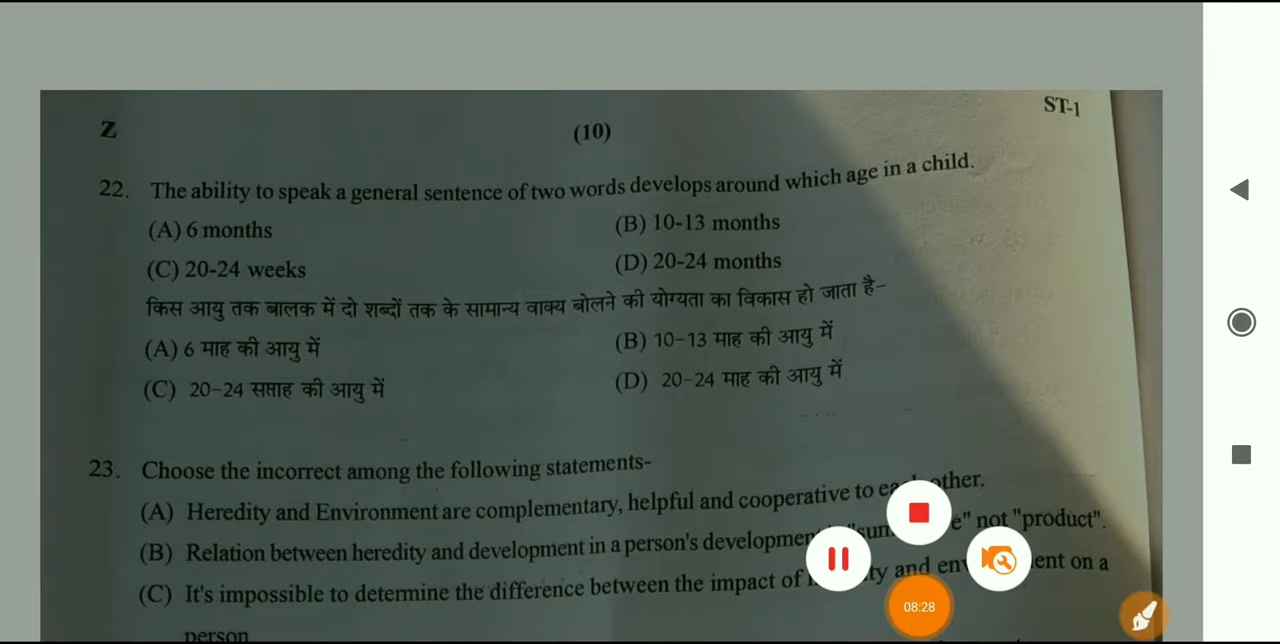 ST-1
Z
(10)
22. The ability to speak a general sentence of two words develops around which age in a child.
(A) 6 months
(B) 10-13 months
(C) 20-24 weeks
(D) 20-24 months
किस आयु तक बालक में दो शब्दों तक के सामान्य वाक्य बोलने की योग्यता का विकास हो जाता है-
(A) 6 माह की आयु में
(B) 10-13 माह की आयु में
(C) 20-24 सप्ताह की आयु में
(D) 20-24 माह की आयु में
23. Choose the incorrect among the following statements-
(A) Heredity and Environment are complementary, helpful and cooperative to other.
(B) Relation between heredity and development in a person's not "product".
(C) It's impossible to determine the difference between the impact of and on a
person
08:28